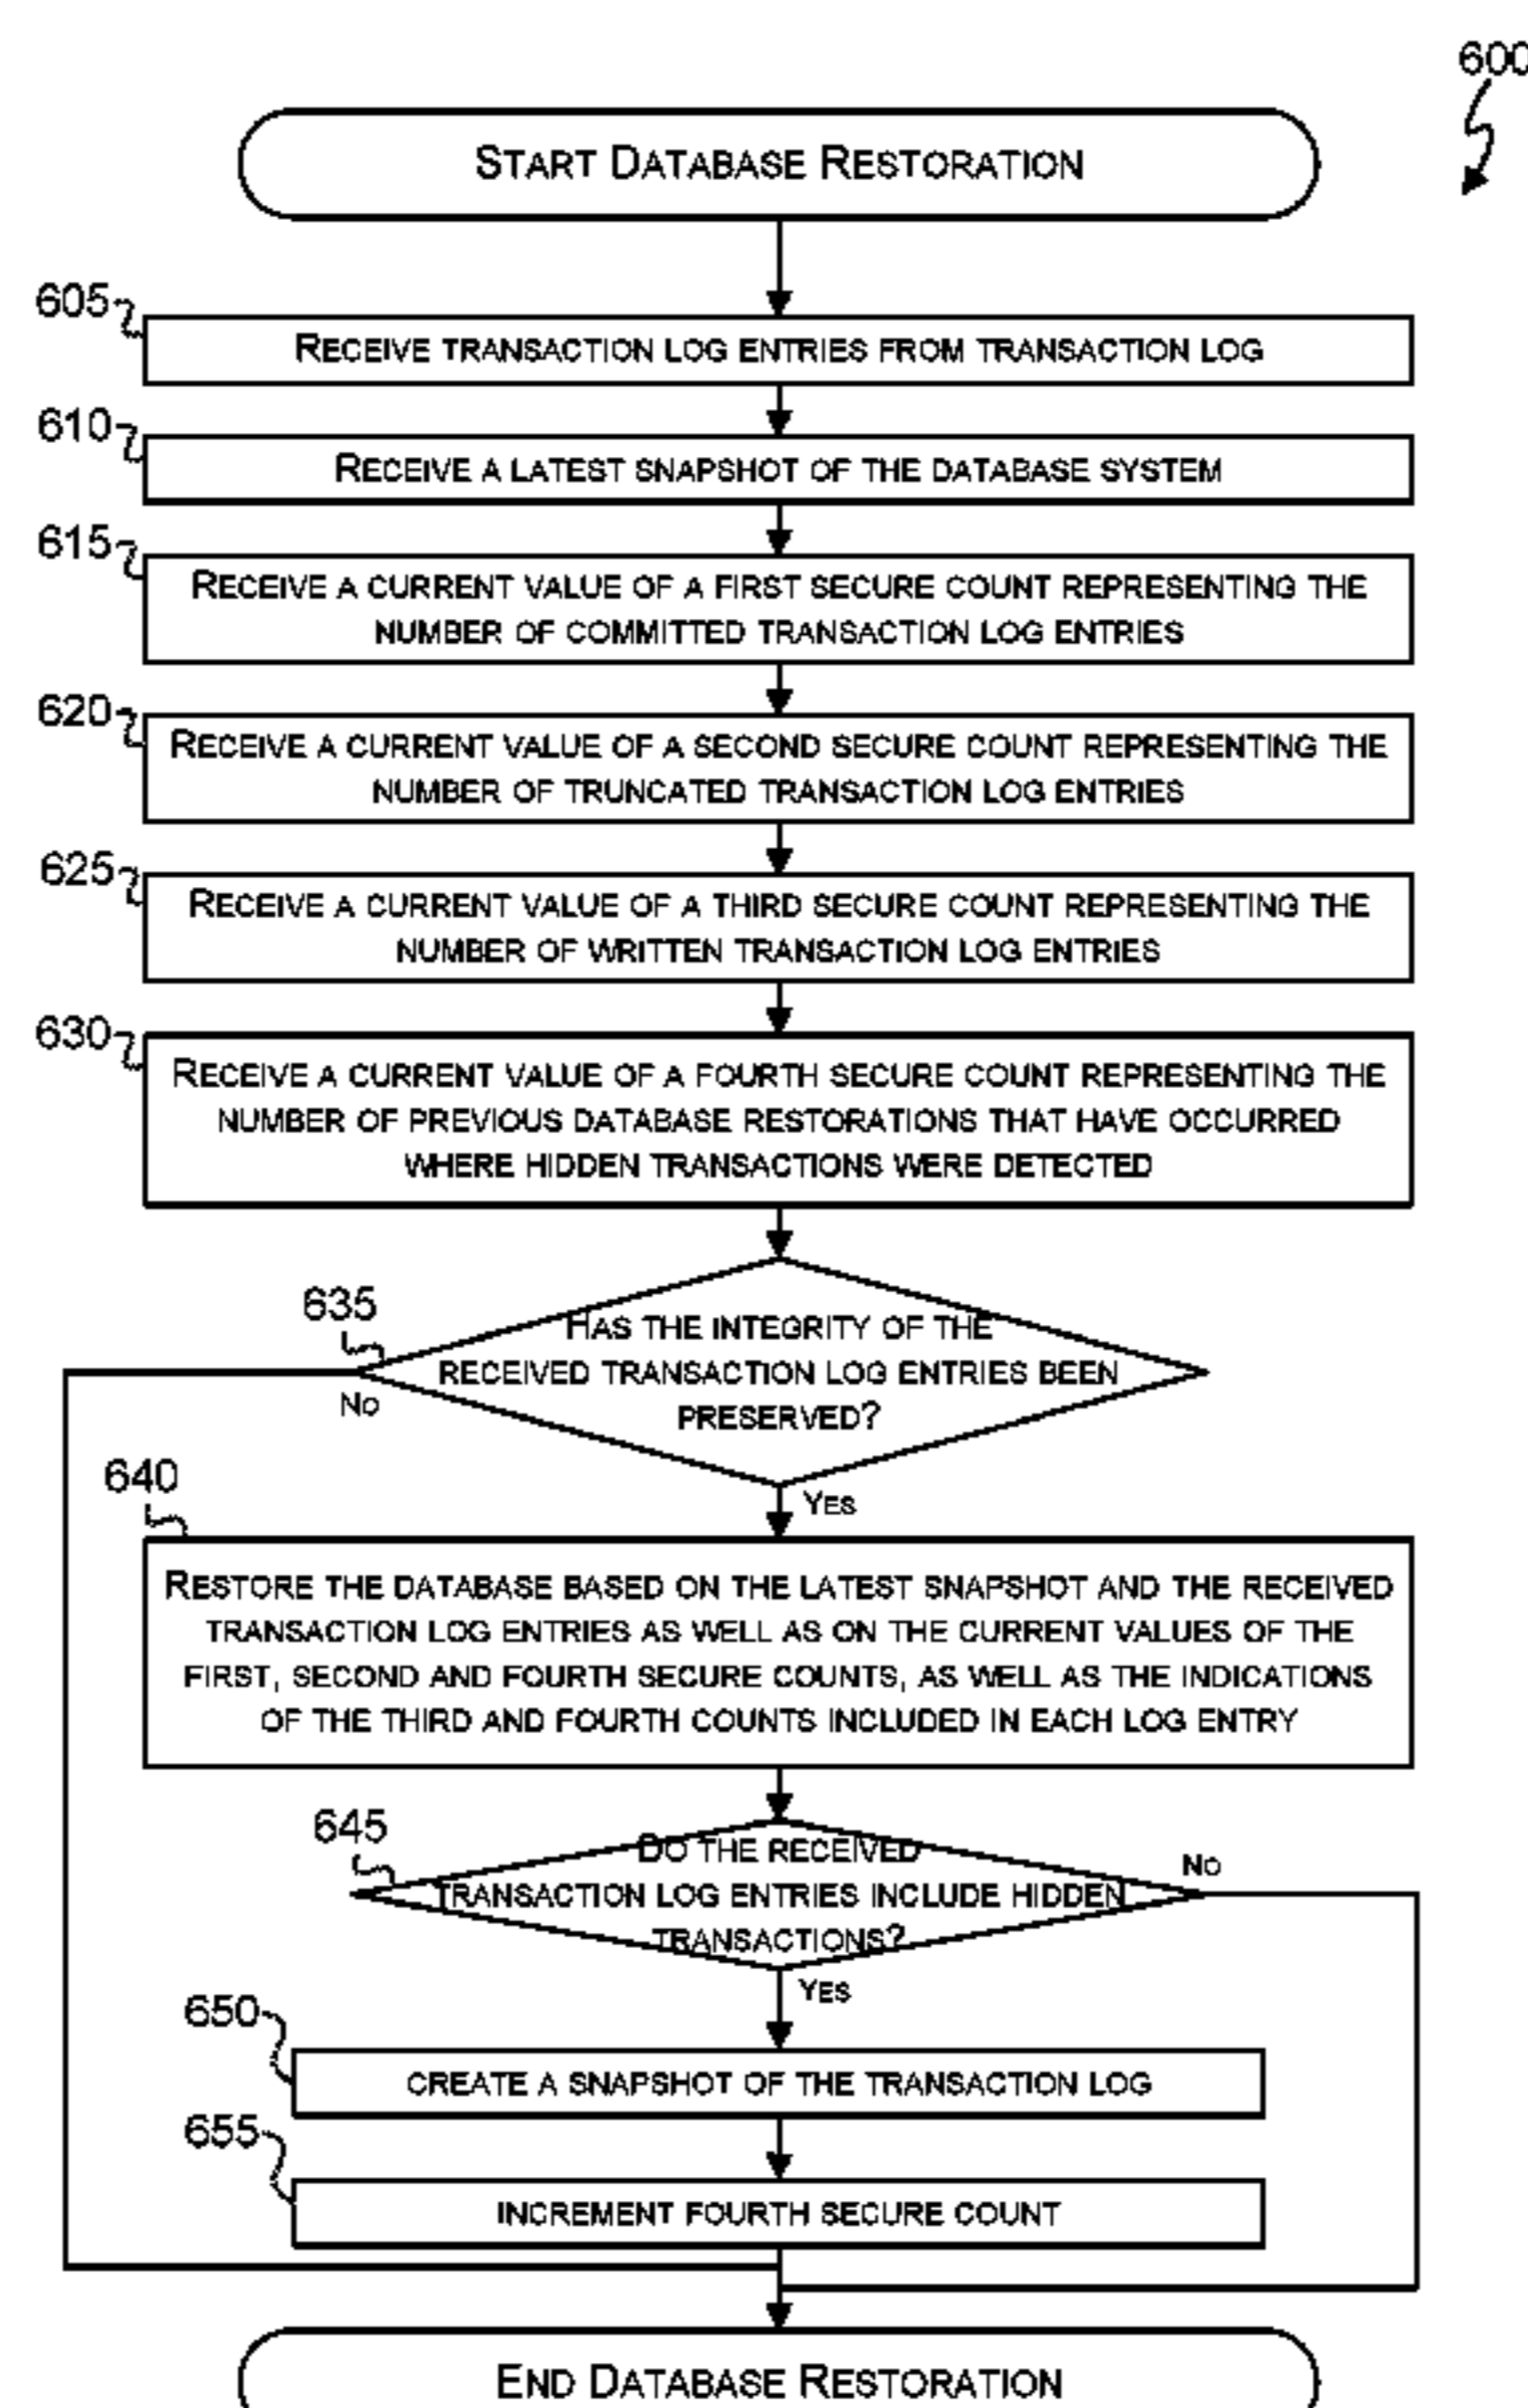 600
START DATABASE RESTORATION
605
RECEIVE TRANSACTION LOG ENTRIES FROM TRANSACTION LOG
610
RECEIVE A LATEST SNAPSHOT OF THE DATABASE SYSTEM
615
RECEIVE A CURRENT VALUE OF A FIRST SECURE COUNT REPRESENTING THE
NUMBER OF COMMITTED TRANSACTION LOG ENTRIES
620
RECEIVE A CURRENT VALUE OF A SECOND SECURE COUNT REPRESENTING THE
NUMBER OF TRUNCATED TRANSACTION LOG ENTRIES
625
RECEIVE A CURRENT VALUE OF A THIRD SECURE COUNT REPRESENTING THE
NUMBER OF WRITTEN TRANSACTION LOG ENTRIES
630
RECEIVE A CURRENT VALUE OF A FOURTH SECURE COUNT REPRESENTING THE
NUMBER OF PREVIOUS DATABASE RESTORATIONS THAT HAVE OCCURRED
WHERE HIDDEN TRANSACTIONS WERE DETECTED
635
HAS THE INTEGRITY OF THE
RECEIVED TRANSACTION LOG ENTRIES BEEN
PRESERVED?
NO
YES
640
RESTORE THE DATABASE BASED ON THE LATEST SNAPSHOT AND THE RECEIVED
TRANSACTION LOG ENTRIES AS WELL AS ON THE CURRENT VALUES OF THE
FIRST, SECOND AND FOURTH SECURE COUNTS, AS WELL AS THE INDICATIONS
OF THE THIRD AND FOURTH COUNTS INCLUDED IN EACH LOG ENTRY
645
DO THE RECEIVED
TRANSACTION LOG ENTRIES INCLUDE HIDDEN
TRANSACTIONS?
NO
YES
650
CREATE A SNAPSHOT OF THE TRANSACTION LOG
655
INCREMENT FOURTH SECURE COUNT
END DATABASE RESTORATION